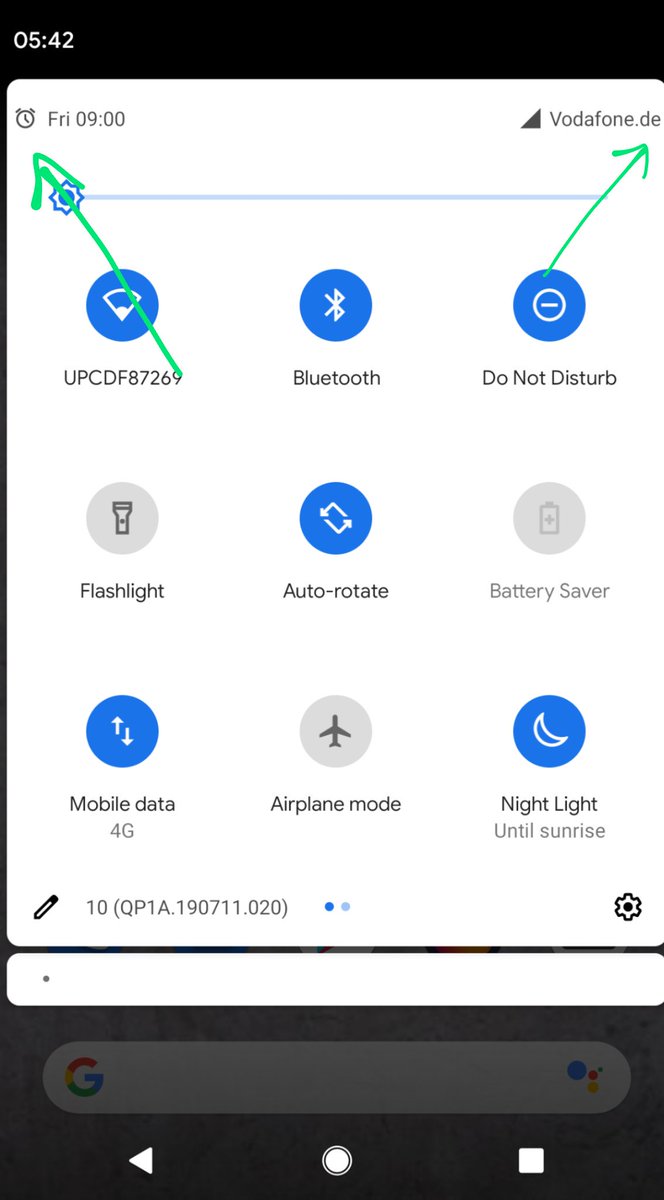 05:42
Fri 09:00 Vodafone.de
UPCDF87269 Bluetooth Do Not Disturb
Flashlight Auto-rotate Battery Saver
Mobile data Airplane mode Night Light
4G Until sunrise
10 (QP1A.190711.020)